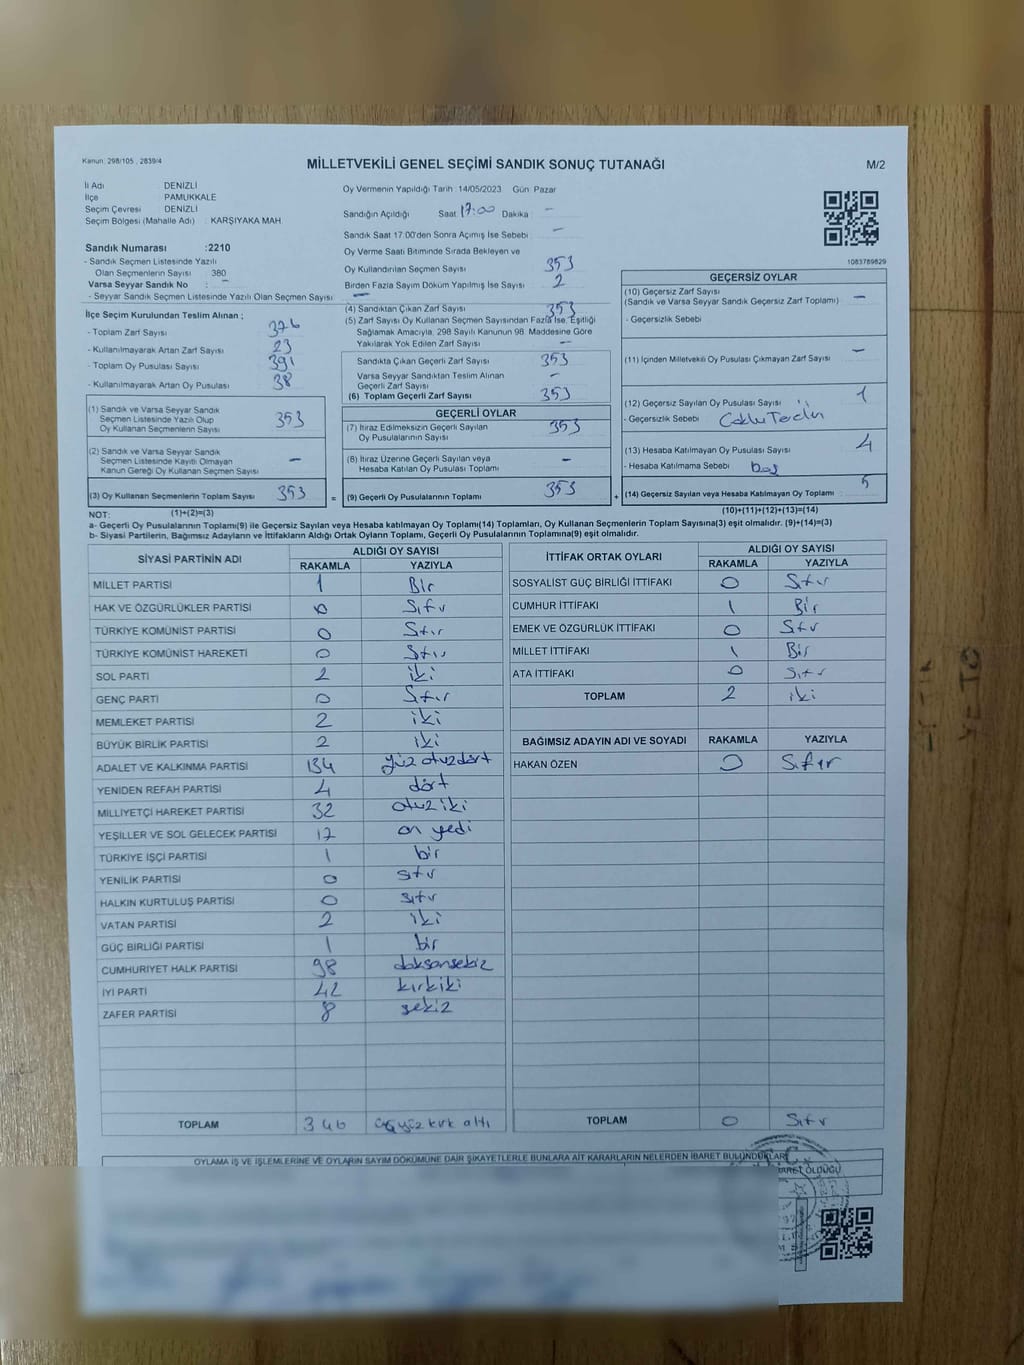 Kanun: 298/105 , 2839/4
MİLLETVEKİLİ GENEL SEÇİMİ SANDIK SONUÇ TUTANAĞI
M/2
İl Adı DENİZLİ
İlçe PAMUKKALE
Seçim Çevresi DENİZLİ
Seçim Bölgesi (Mahalle Adı) : KARŞIYAKA MAH.
Oy Vermenin Yapıldığı Tarih : 14/05/2023 Gün Pazar
Sandığın Açıldığı Saat 17:00 Dakika –
Sandık Saat 17:00'den Sonra Açımış İse Sebebi –
Sandık Numarası :2210
- Sandık Seçmen Listesinde Yazılı
Olan Seçmenlerin Sayısı : 380
Varsa Seyyar Sandık No : –
- Seyyar Sandık Seçmen Listesinde Yazılı Olan Seçmen Sayısı –
Oy Verme Saati Bitiminde Sırada Bekleyen ve
Oy Kullandırılan Seçmen Sayısı 353
Birden Fazla Sayım Döküm Yapılmış İse Sayısı 2
1083789829
İlçe Seçim Kurulundan Teslim Alınan ;
- Toplam Zarf Sayısı : 376
- Kullanılmayarak Artan Zarf Sayısı : 23
- Toplam Oy Pusulası Sayısı : 391
- Kullanılmayarak Artan Oy Pusulası : 38
(4) Sandıktan Çıkan Zarf Sayısı 353
(5) Zarf Sayısı Oy Kullanan Seçmen Sayısından Fazla İse, Eşitliği
Sağlamak Amacıyla, 298 Sayılı Kanunun 98. Maddesine Göre
Yakılarak Yok Edilen Zarf Sayısı –
Sandıkta Çıkan Geçerli Zarf Sayısı 353
Varsa Seyyar Sandıktan Teslim Alınan
Geçerli Zarf Sayısı –
(6) Toplam Geçerli Zarf Sayısı 353
(1) Sandık ve Varsa Seyyar Sandık
Seçmen Listesinde Yazılı Olup
Oy Kullanan Seçmenlerin Sayısı 353
(2) Sandık ve Varsa Seyyar Sandık
Seçmen Listesinde Kayıtlı Olmayan
Kanun Gereği Oy Kullanan Seçmen Sayısı –
(3) Oy Kullanan Seçmenlerin Toplam Sayısı 353 =
GEÇERLİ OYLAR
(7) İtiraz Edilmeksizin Geçerli Sayılan
Oy Pusulalarının Sayısı 353
(8) İtiraz Üzerine Geçerli Sayılan veya
Hesaba Katılan Oy Pusulası Toplamı –
(9) Geçerli Oy Pusulalarının Toplamı 353 +
GEÇERSİZ OYLAR
(10) Geçersiz Zarf Sayısı –
(Sandık ve Varsa Seyyar Sandık Geçersiz Zarf Toplamı)
- Geçersizlik Sebebi
(11) İçinden Milletvekili Oy Pusulası Çıkmayan Zarf Sayısı –
(12) Geçersiz Sayılan Oy Pusulası Sayısı 1
- Geçersizlik Sebebi
(13) Hesaba Katılmayan Oy Sayısı 4
- Hesaba Katılmama Sebebi boş
(14) Geçersiz Sayılan veya Hesaba Katılmayan Oy Toplamı 5
NOT: (1)+(2)=(3) (10)+(11)+(12)+(13)=(14)
a- Geçerli Oy Pusulalarının Toplamı(9) ile Geçersiz Sayılan veya Hesaba katılmayan Oy Toplamı(14) Toplamları, Oy Kullanan Seçmenlerin Toplam Sayısına(3) eşit olmalıdır. (9)+(14)=(3)
b- Siyasi Partilerin, Bağımsız Adayların ve İttifakların Aldığı Ortak Oyların Toplamı, Geçerli Oy Pusulalarının Toplamına(9) eşit olmalıdır.
SİYASİ PARTİNİN ADI ALDIĞI OY SAYISI
RAKAMLA YAZIYLA
MİLLET PARTİSİ 1 Bir
HAK VE ÖZGÜRLÜKLER PARTİSİ 0 Sıfır
TÜRKİYE KOMÜNİST PARTİSİ 0 Sıfır
TÜRKİYE KOMÜNİST HAREKETİ 0 Sıfır
SOL PARTİ 2 iki
GENÇ PARTİ 0 Sıfır
MEMLEKET PARTİSİ 2 iki
BÜYÜK BİRLİK PARTİSİ 2 iki
ADALET VE KALKINMA PARTİSİ 134 yüz otuzdört
YENİDEN REFAH PARTİSİ 4 dört
MİLLİYETÇİ HAREKET PARTİSİ 32 otuz iki
YEŞİLLER VE SOL GELECEK PARTİSİ 17 on yedi
TÜRKİYE İŞÇİ PARTİSİ 1 bir
YENİLİK PARTİSİ 0 sıfır
HALKIN KURTULUŞ PARTİSİ 0 sıfır
VATAN PARTİSİ 2 iki
GÜÇ BİRLİĞİ PARTİSİ 1 bir
CUMHURİYET HALK PARTİSİ 98 doksansekiz
İYİ PARTİ 42 kırkiki
ZAFER PARTİSİ 8 sekiz
TOPLAM 346 üçyüz kırk altı
İTTİFAK ORTAK OYLARI ALDIĞI OY SAYISI
RAKAMLA YAZIYLA
SOSYALİST GÜÇ BİRLİĞİ İTTİFAKI 0 Sıfır
CUMHUR İTTİFAKI 1 Bir
EMEK VE ÖZGÜRLÜK İTTİFAKI 0 Sıfır
MİLLET İTTİFAKI 1 Bir
ATA İTTİFAKI 0 Sıfır
TOPLAM 2 iki
BAĞIMSIZ ADAYIN ADI VE SOYADI RAKAMLA YAZIYLA
HAKAN ÖZEN 0 Sıfır
TOPLAM 0 Sıfır
OYLAMA İŞ VE İŞLEMLERİNE VE OYLARIN SAYIM DÖKÜMÜNE DAİR ŞİKAYETLERLE BUNLARA AİT KARARLARIN NELERDEN İBARET BULUNDUKLARI
OLDUĞU